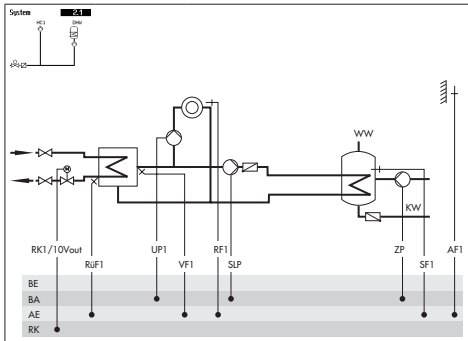 System 2.1
HC1 DHW
WW
KW
RK1/10Vout UP1 RF1 ZP AF1
RüF1 VF1 SLP SF1
BE
BA
AE
RK